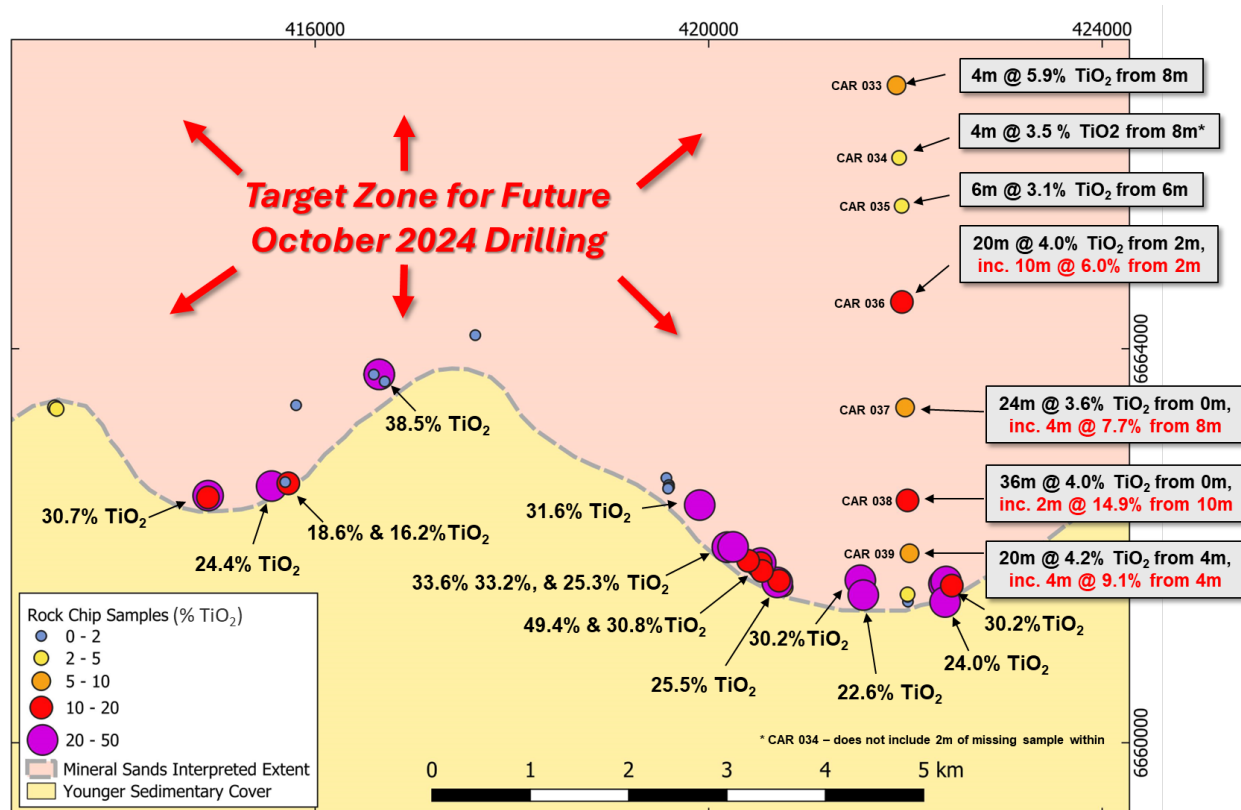 416000
420000
424000
CAR 033
4m @ 5.9% TiO₂ from 8m
CAR 034
4m @ 3.5 % TiO2 from 8m*
CAR 035
6m @ 3.1% TiO₂ from 6m
Target Zone for Future
October 2024 Drilling
CAR 036
20m @ 4.0% TiO₂ from 2m,
inc. 10m @ 6.0% from 2m
6664000
CAR 037
24m @ 3.6% TiO₂ from 0m,
inc. 4m @ 7.7% from 8m
38.5% TiO₂
CAR 038
36m @ 4.0% TiO₂ from 0m,
inc. 2m @ 14.9% from 10m
30.7% TiO₂
18.6% & 16.2%TiO₂
31.6% TiO₂
24.4% TiO₂
CAR 039
20m @ 4.2% TiO₂ from 4m,
inc. 4m @ 9.1% from 4m
33.6% 33.2%, & 25.3% TiO₂
49.4% & 30.8%TiO₂
30.2%TiO₂
30.2%TiO₂
24.0% TiO₂
25.5% TiO₂
22.6% TiO₂
Rock Chip Samples (% TiO₂)
0 - 2
2 - 5
5 - 10
10 - 20
20 - 50
Mineral Sands Interpreted Extent
Younger Sedimentary Cover
6660000
* CAR 034 – does not include 2m of missing sample within
0 1 2 3 4 5 km